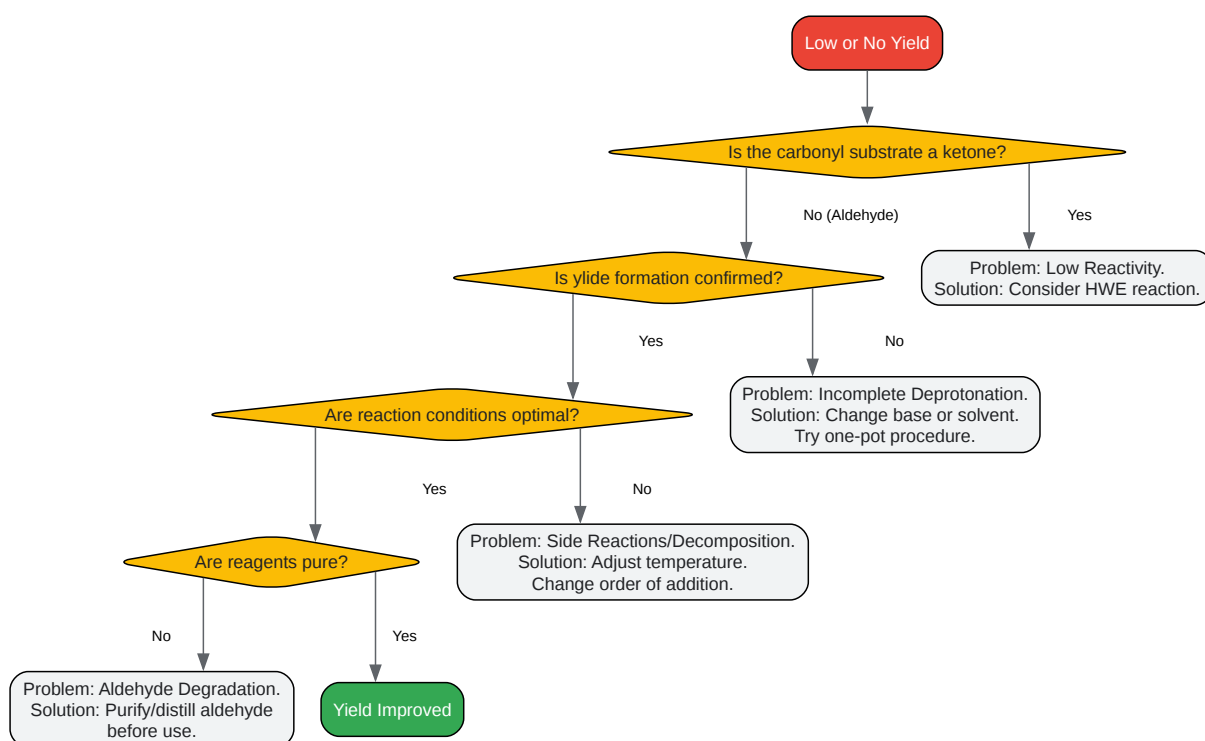 Low or No Yield
Is the carbonyl substrate a ketone?
No (Aldehyde)
Yes
Is ylide formation confirmed?
Problem: Low Reactivity.
Solution: Consider HWE reaction.
Yes
No
Are reaction conditions optimal?
Problem: Incomplete Deprotonation.
Solution: Change base or solvent.
Try one-pot procedure.
Yes
No
Are reagents pure?
Problem: Side Reactions/Decomposition.
Solution: Adjust temperature.
Change order of addition.
No
Yes
Problem: Aldehyde Degradation.
Solution: Purify/distill aldehyde
before use.
Yield Improved